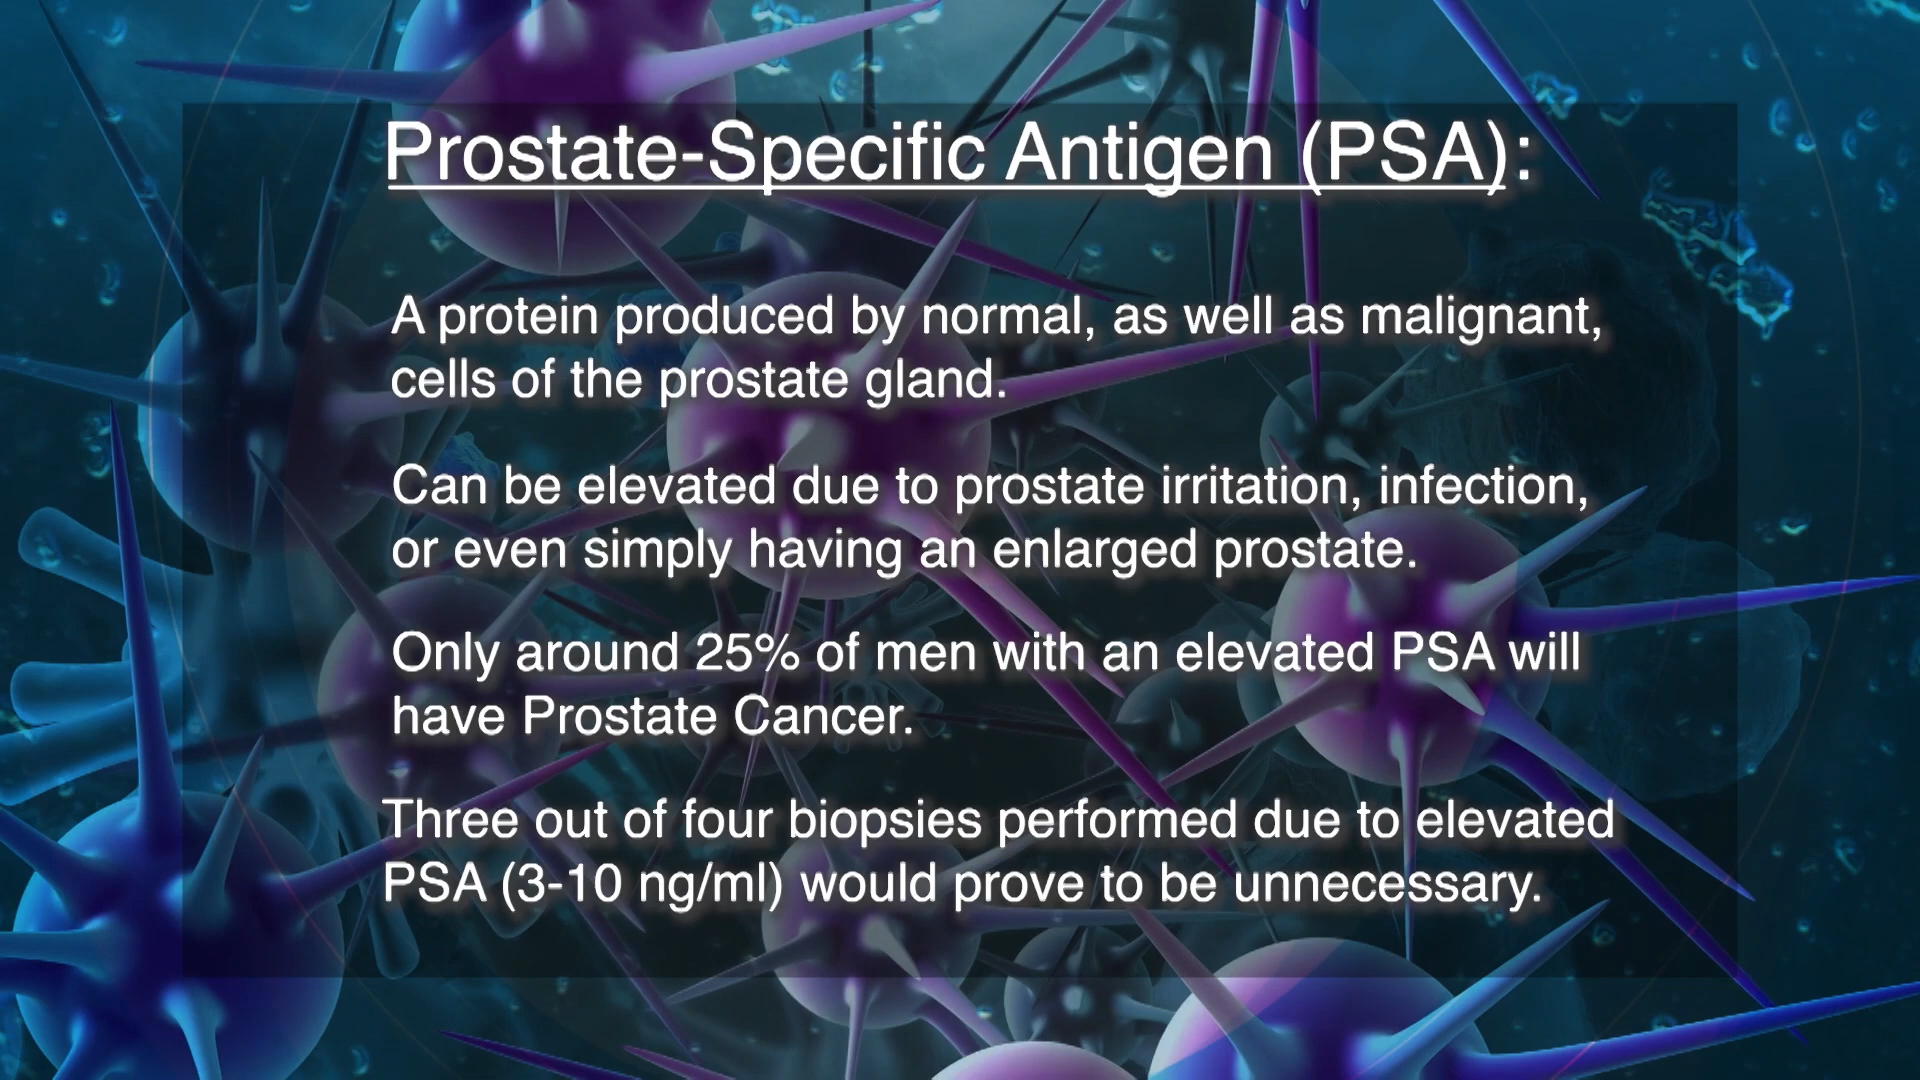 Prostate-Specific Antigen (PSA):
A protein produced by normal, as well as malignant,
cells of the prostate gland.
Can be elevated due to prostate irritation, infection,
or even simply having an enlarged prostate.
Only around 25% of men with an elevated PSA will
have Prostate Cancer.
Three out of four biopsies performed due to elevated
PSA (3-10 ng/ml) would prove to be unnecessary.